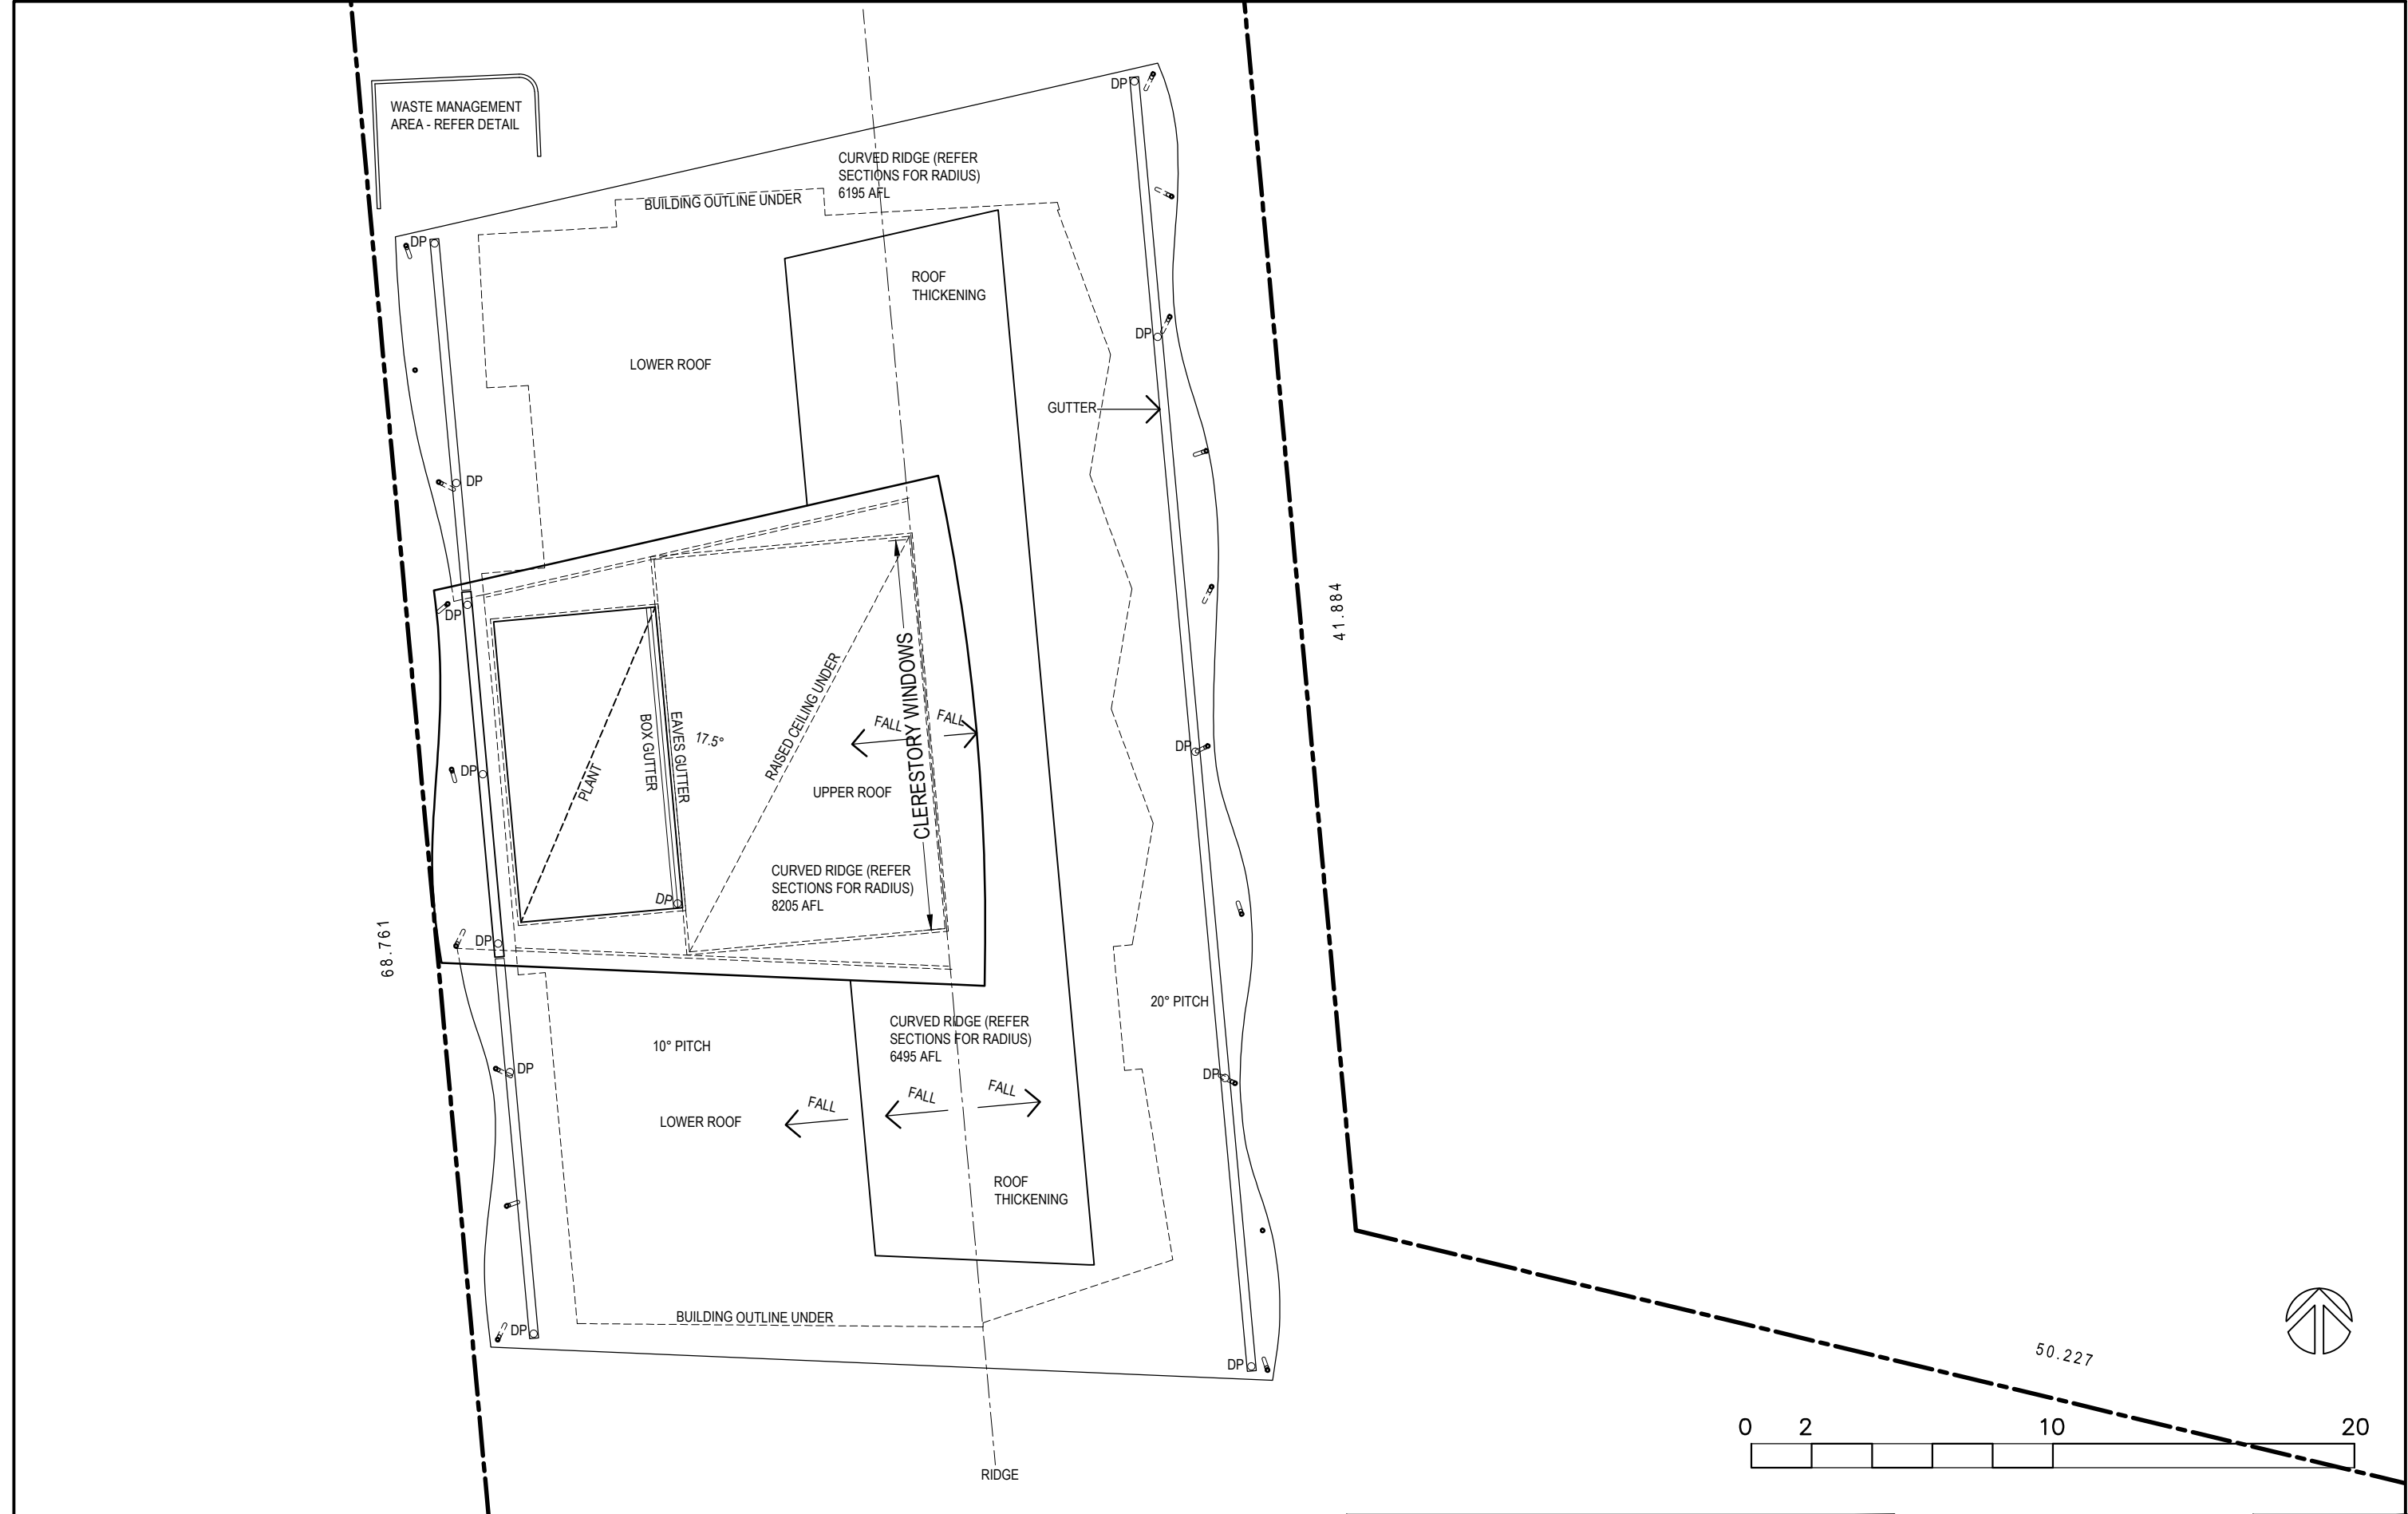 DP
WASTE MANAGEMENT
AREA - REFER DETAIL
CURVED RIDGE (REFER
SECTIONS FOR RADIUS)
6195 AFL
BUILDING OUTLINE UNDER
DP
ROOF
THICKENING
DP
LOWER ROOF
GUTTER
DP
DP
41.884
CLERESTORY WINDOWS
RAISED CEILING UNDER
FALL
FALL
BOX GUTTER
EAVES GUTTER
17.5°
DP
DP
PLANT
UPPER ROOF
CURVED RIDGE (REFER
SECTIONS FOR RADIUS)
8205 AFL
DP
DP
68.761
20° PITCH
CURVED RIDGE (REFER
SECTIONS FOR RADIUS)
6495 AFL
10° PITCH
DP
DP
FALL
FALL
FALL
LOWER ROOF
ROOF
THICKENING
BUILDING OUTLINE UNDER
DP
DP
50.227
0 2 10 20
RIDGE